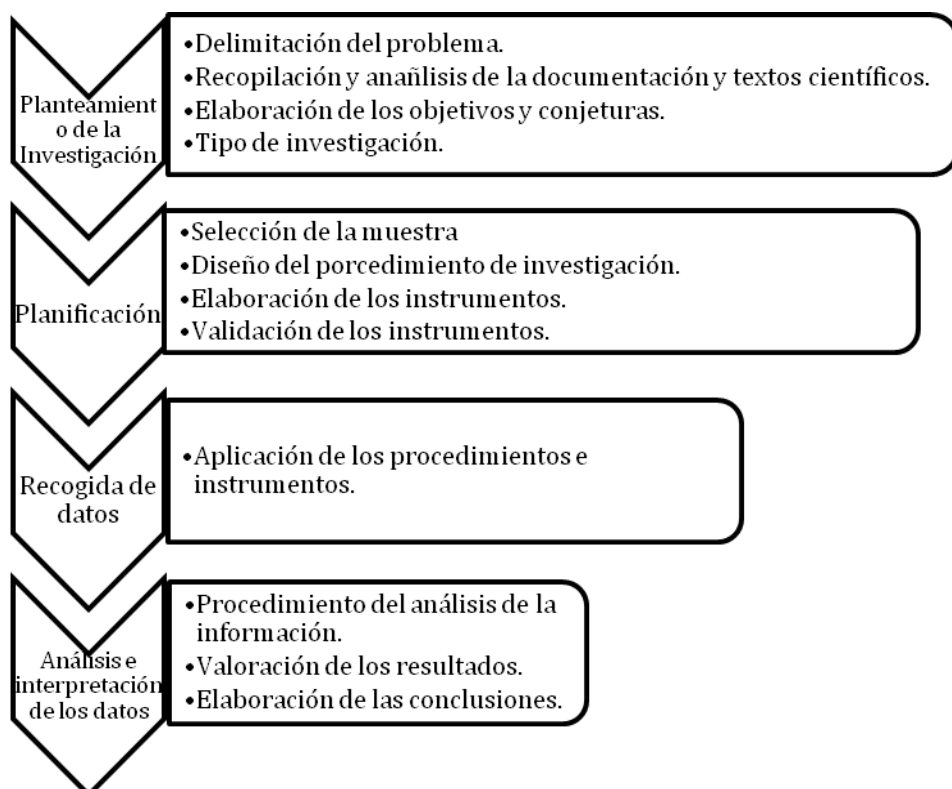 Planteamient
o de la
Investigación
•Delimitación del problema.
•Recopilación y anañlisis de la documentación y textos científicos.
•Elaboración de los objetivos y conjeturas.
•Tipo de investigación.
Planificación
•Selección de la muestra
•Diseño del porcedimiento de investigación.
•Elaboración de los instrumentos.
•Validación de los instrumentos.
Recogida de
datos
•Aplicación de los procedimientos e
instrumentos.
Análisis e
interpretación
de los datos
•Procedimiento del análisis de la
información.
•Valoración de los resultados.
•Elaboración de las conclusiones.